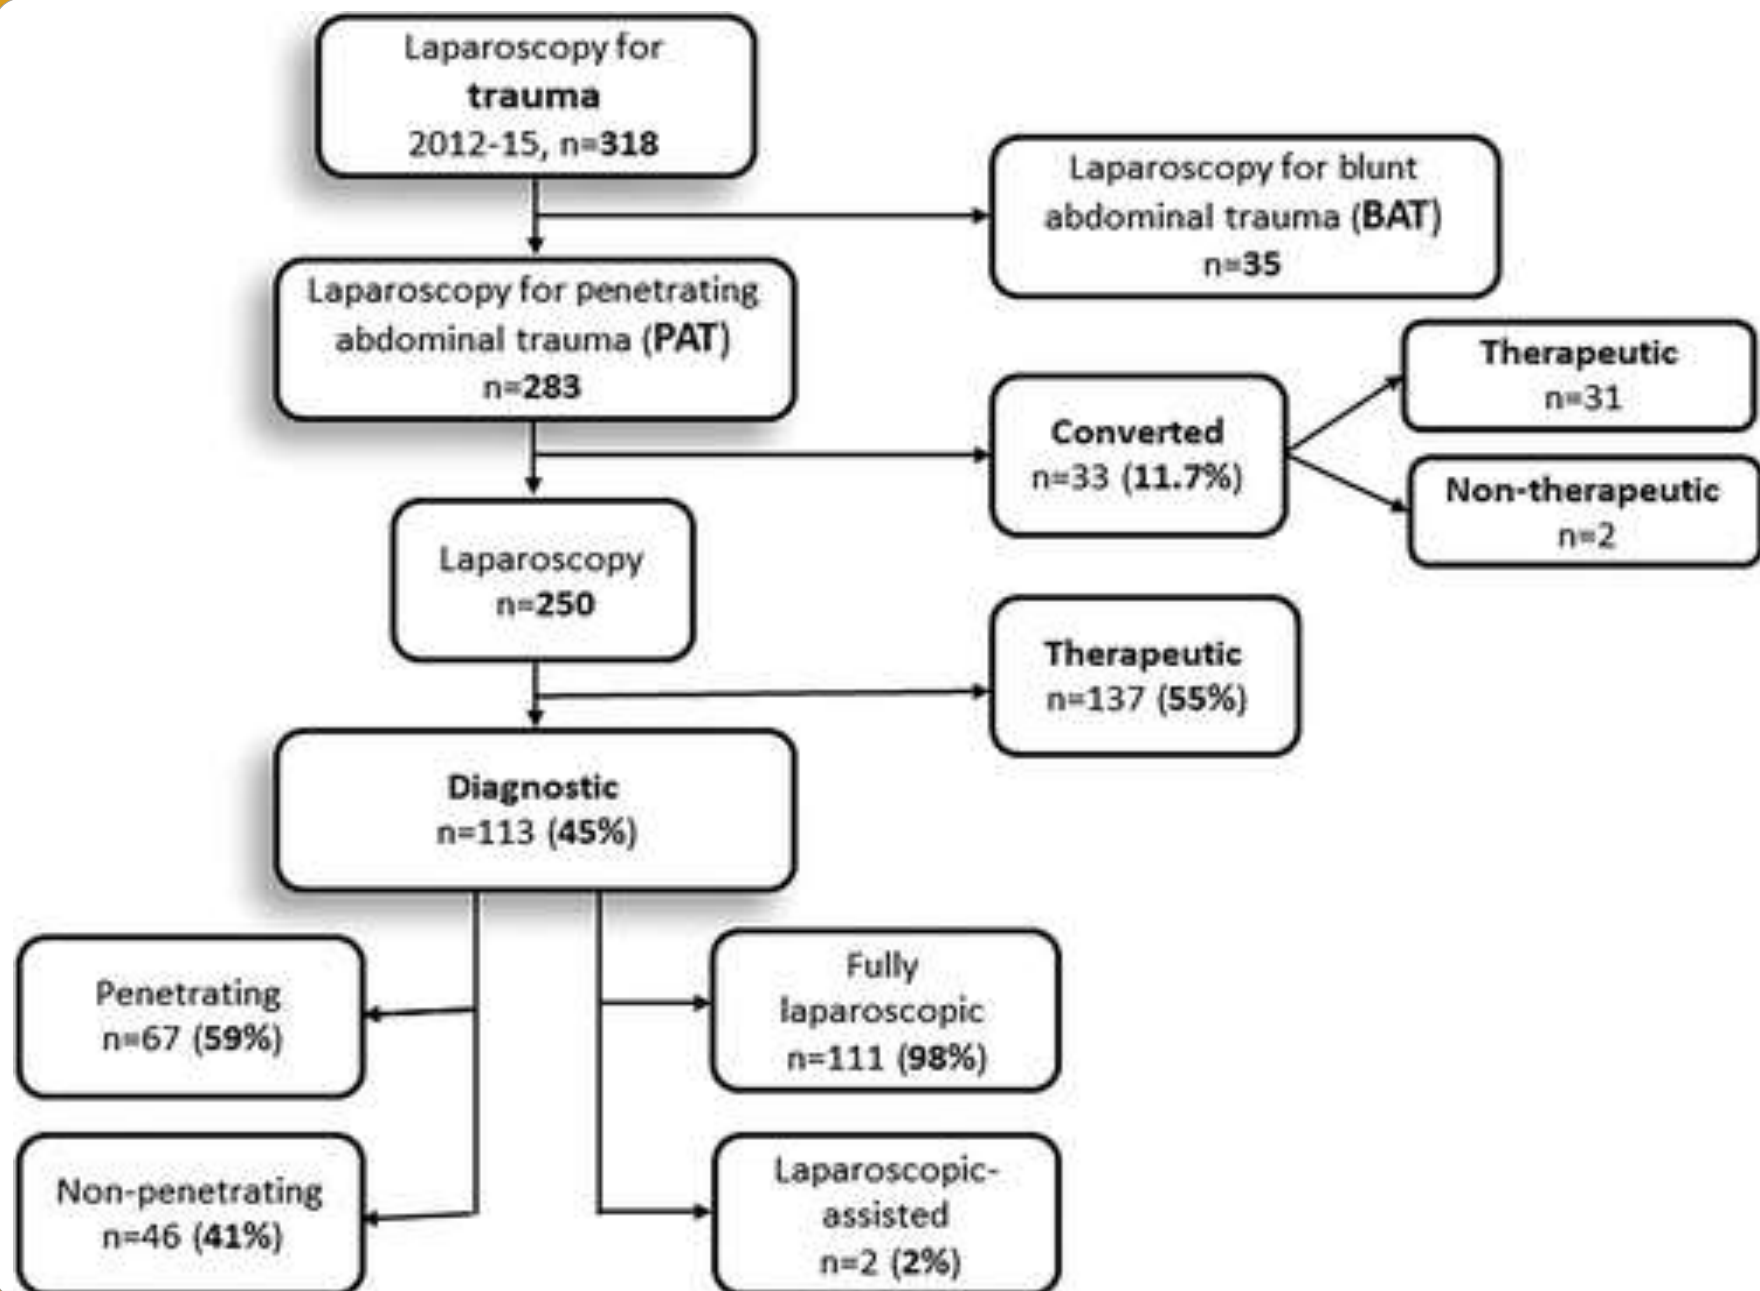 Laparoscopy for
trauma
2012-15, n=318
Laparoscopy for blunt
abdominal trauma (BAT)
n=35
Laparoscopy for penetrating
abdominal trauma (PAT)
n=283
Converted
n=33 (11.7%)
Therapeutic
n=31
Non-therapeutic
n=2
Laparoscopy
n=250
Therapeutic
n=137 (55%)
Diagnostic
n=113 (45%)
Penetrating
n=67 (59%)
Non-penetrating
n=46 (41%)
Fully
laparoscopic
n=111 (98%)
Laparoscopic-
assisted
n=2 (2%)